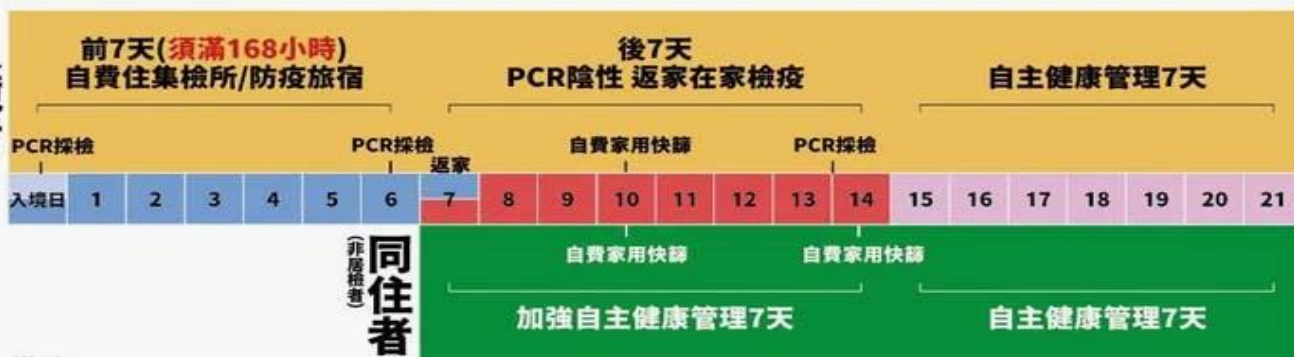 前7天(須滿168小時)
自費住集檢所/防疫旅宿
後7天
PCR陰性 返家在家檢疫
自主健康管理7天
PCR採檢
PCR採檢
返家
自費家用快篩
PCR採檢
入境日 1 2 3 4 5 6 7 8 9 10 11 12 13 14 15 16 17 18 19 20 21
同住者
(非居檢者)
自費家用快篩
自費家用快篩
加強自主健康管理7天
自主健康管理7天